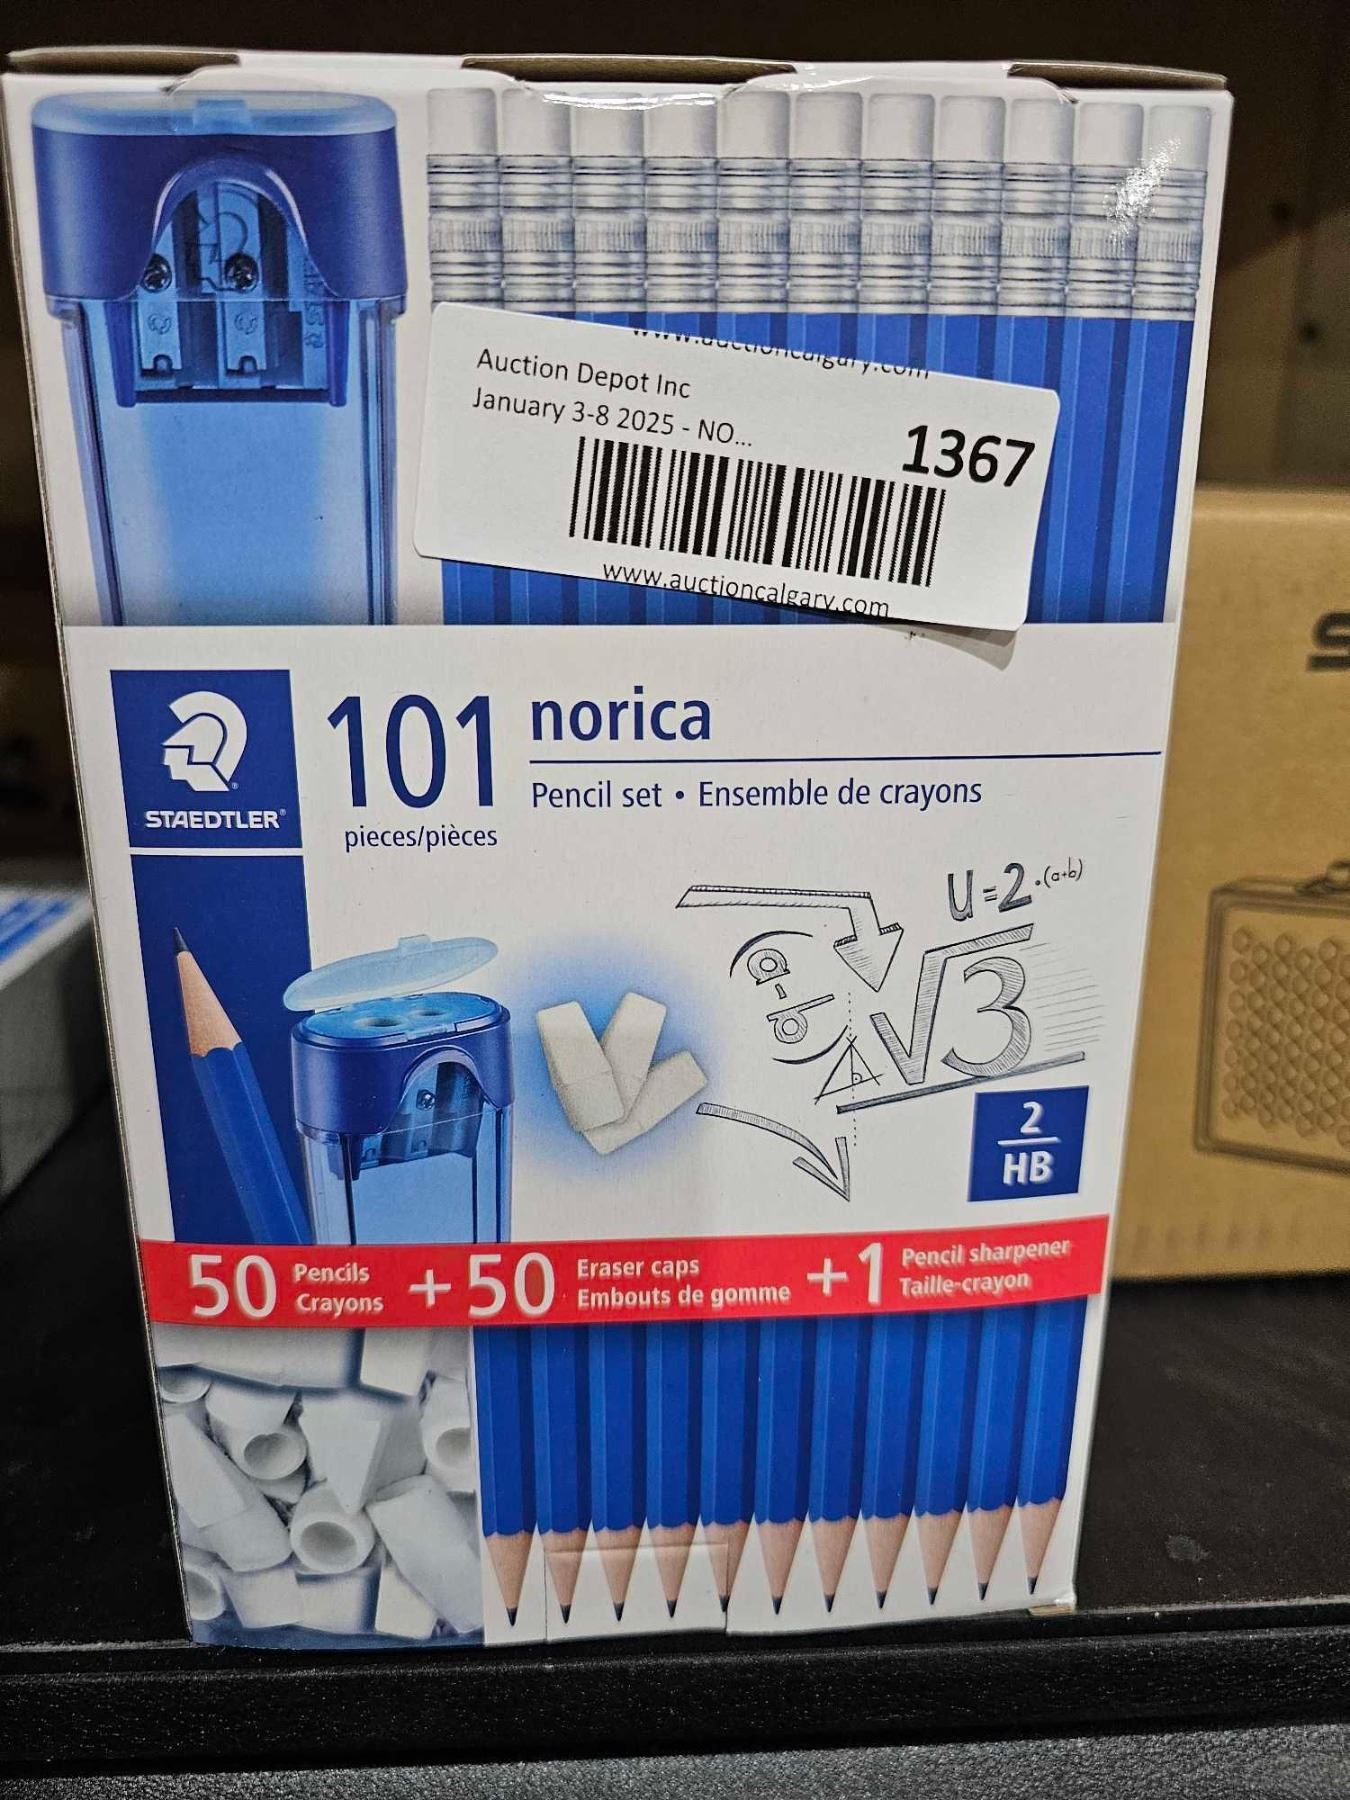 www.auctioncalgary.com
Auction Depot Inc
January 3-8 2025 - NO...
1367
www.auctioncalgary.com
STAEDTLER®
101
pieces/pièces
norica
Pencil set • Ensemble de crayons
u=2·(a+b)
(a-b)
√3
2
HB
50 Pencils
Crayons
+ 50 Eraser caps
Embouts de gomme
+1 Pencil sharpener
Taille-crayon